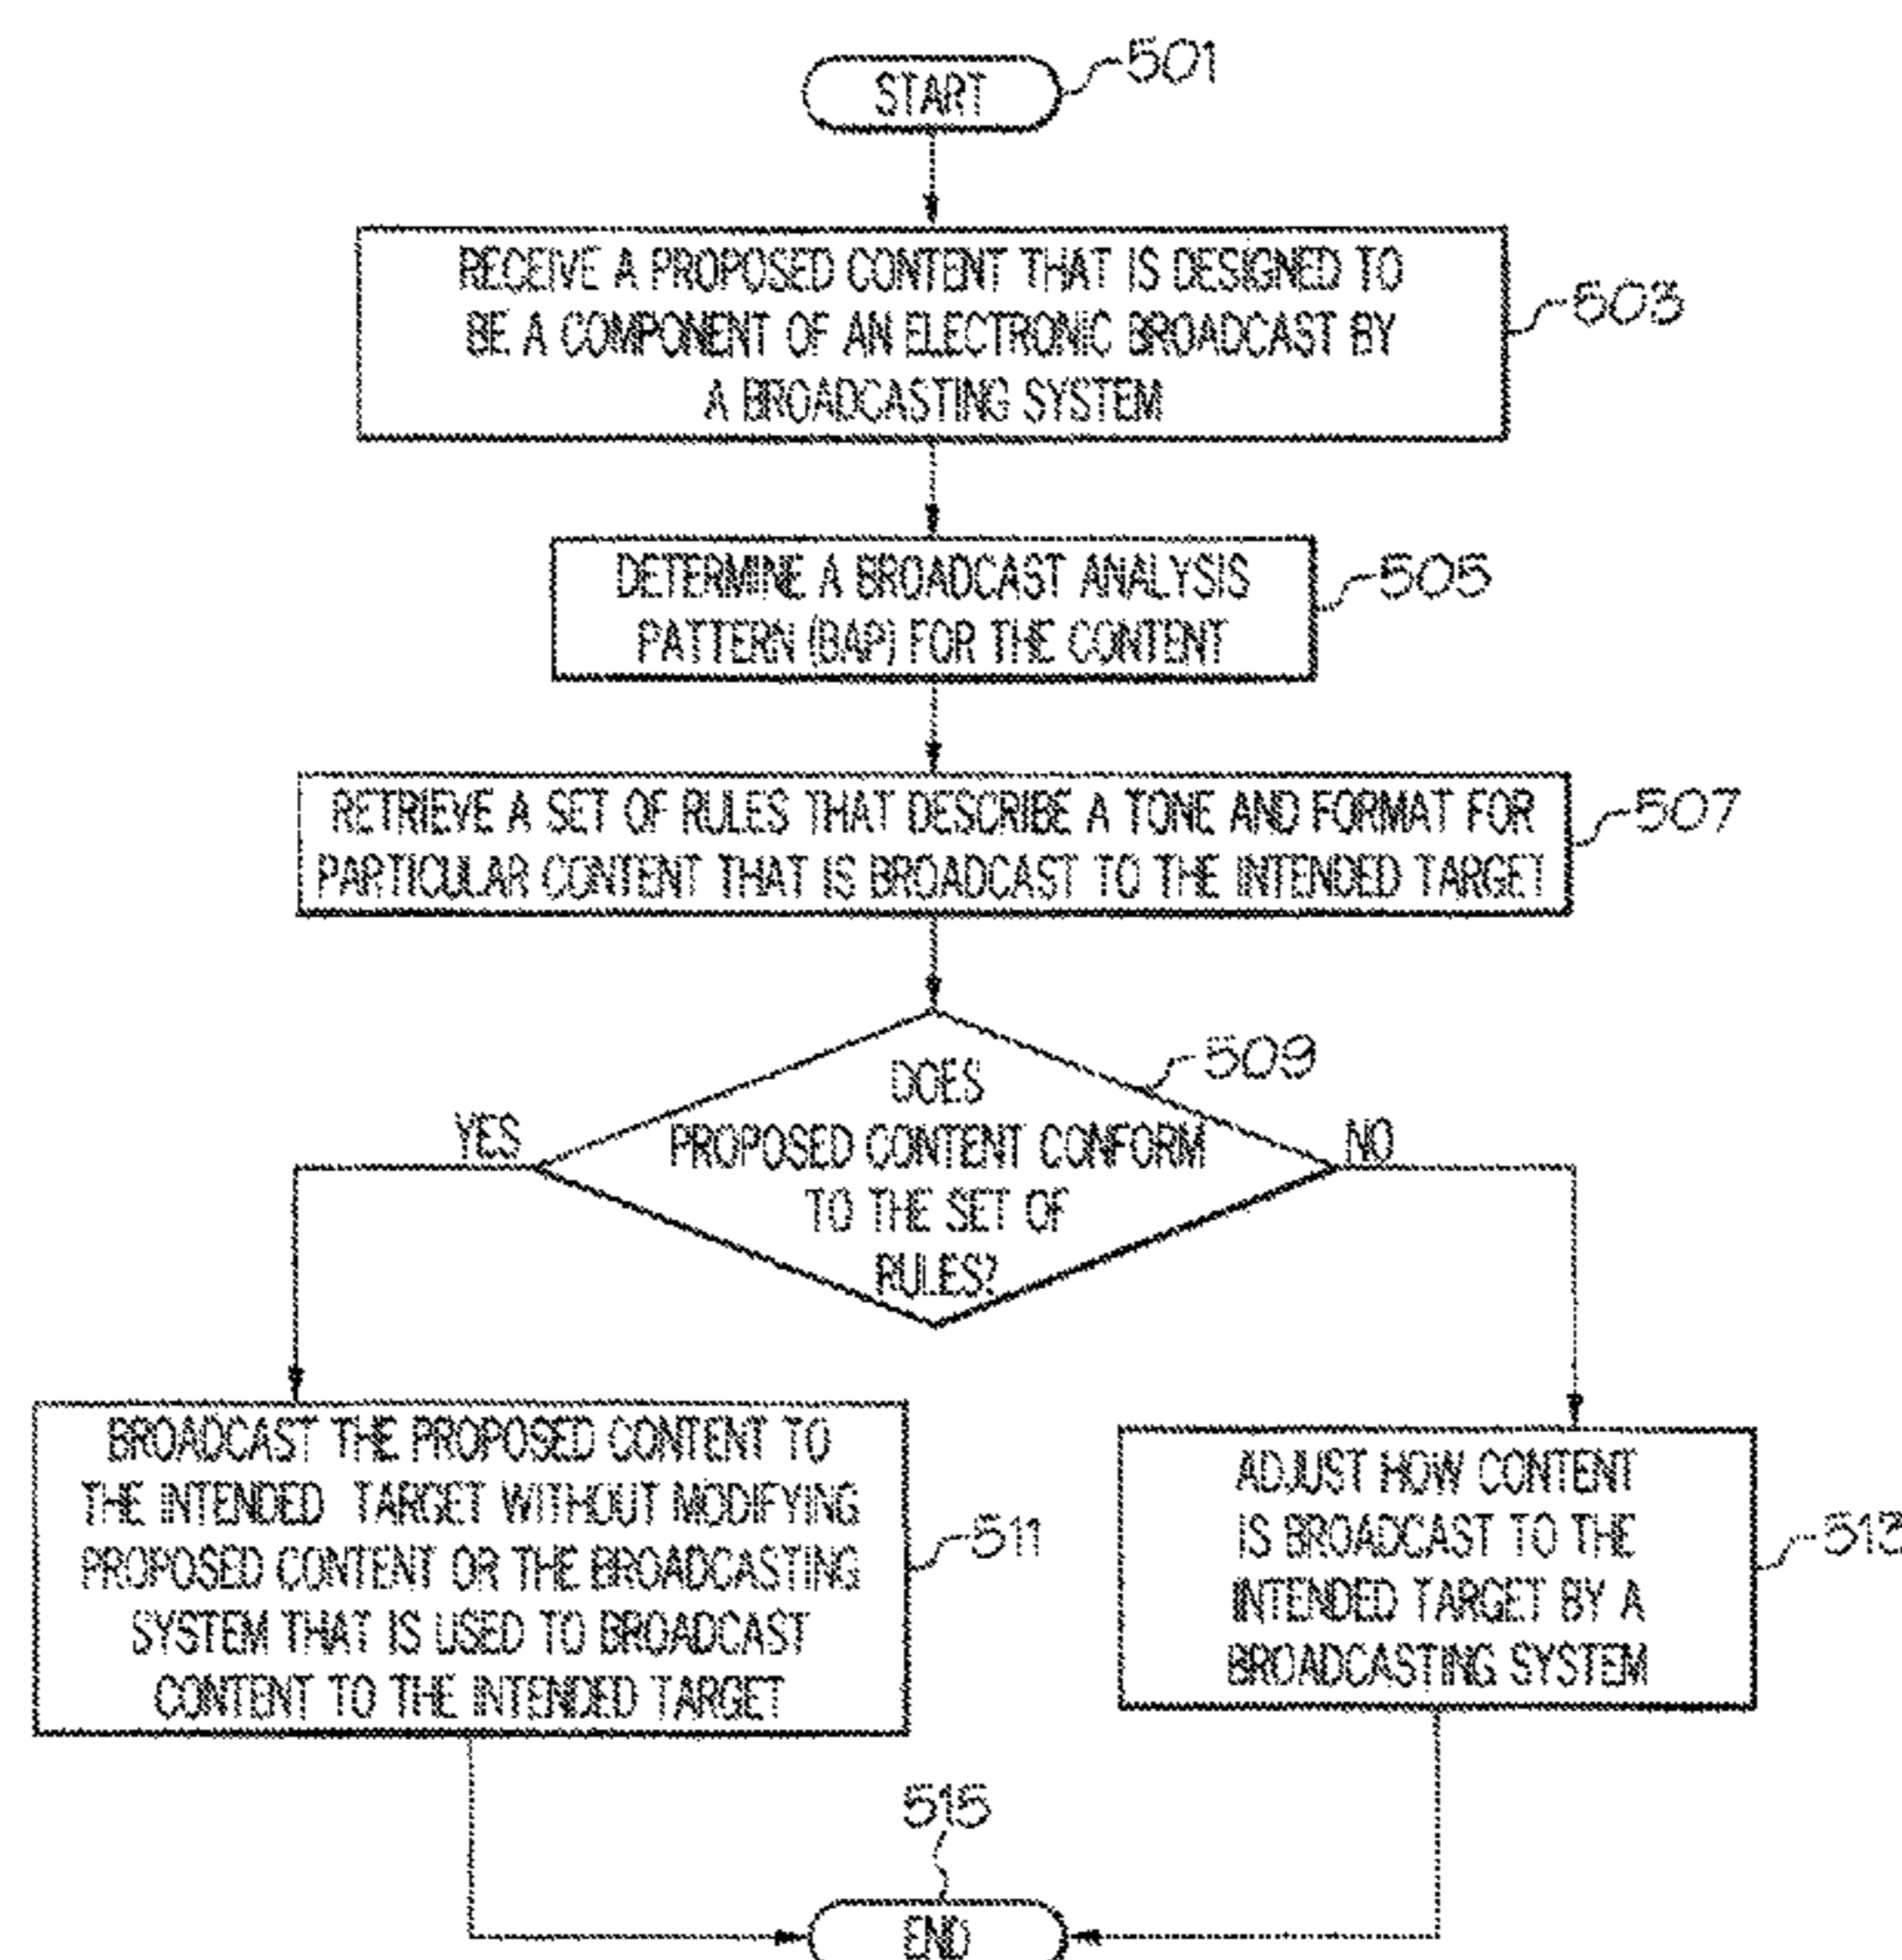 START
501
RECEIVE A PROPOSED CONTENT THAT IS DESIGNED TO
BE A COMPONENT OF AN ELECTRONIC BROADCAST BY
A BROADCASTING SYSTEM
503
DETERMINE A BROADCAST ANALYSIS
PATTERN (BAP) FOR THE CONTENT
505
RETRIEVE A SET OF RULES THAT DESCRIBE A TONE AND FORMAT FOR
PARTICULAR CONTENT THAT IS BROADCAST TO THE INTENDED TARGET
507
DOES
PROPOSED CONTENT CONFORM
TO THE SET OF
RULES?
509
YES
NO
BROADCAST THE PROPOSED CONTENT TO
THE INTENDED TARGET WITHOUT MODIFYING
PROPOSED CONTENT OR THE BROADCASTING
SYSTEM THAT IS USED TO BROADCAST
CONTENT TO THE INTENDED TARGET
511
ADJUST HOW CONTENT
IS BROADCAST TO THE
INTENDED TARGET BY A
BROADCASTING SYSTEM
513
515
END